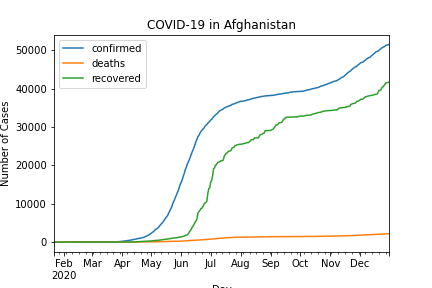 COVID-19 in Afghanistan
confirmed
deaths
recovered
Number of Cases
50000
40000
30000
20000
10000
0
Feb Mar Apr May Jun Jul Aug Sep Oct Nov Dec
2020